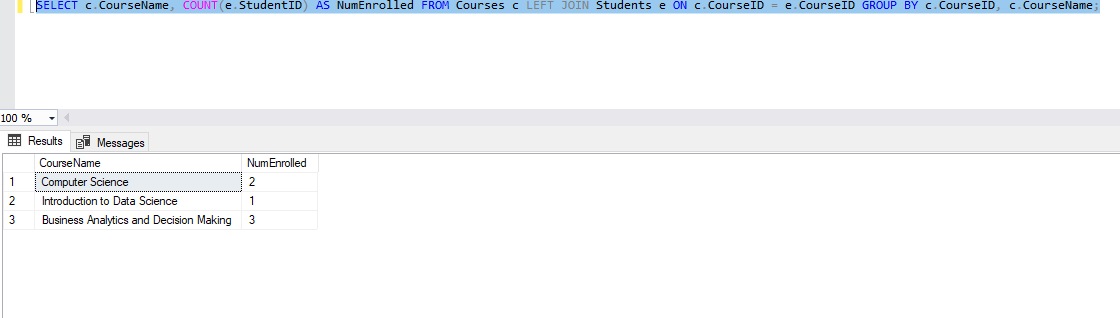 SELECT c.CourseName, COUNT(e.StudentID) AS NumEnrolled FROM Courses c LEFT JOIN Students e ON c.CourseID = e.CourseID GROUP BY c.CourseID, c.CourseName;
100 %
Results Messages
CourseName NumEnrolled
1 Computer Science 2
2 Introduction to Data Science 1
3 Business Analytics and Decision Making 3